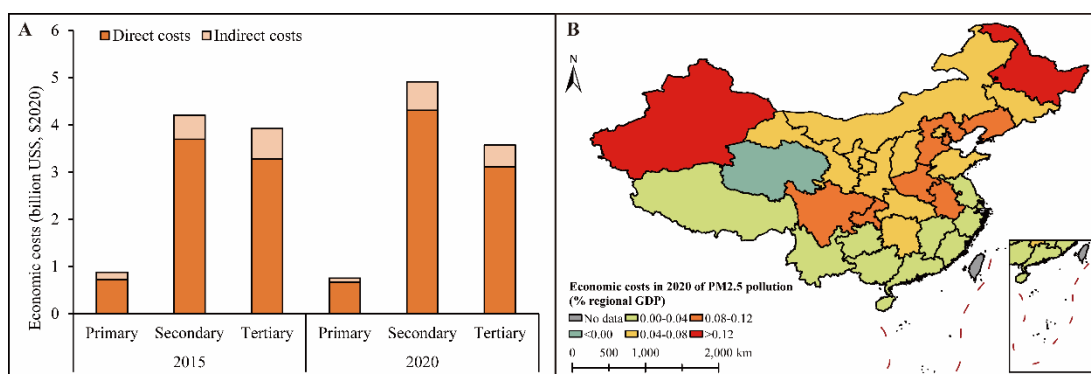 A
Direct costs
Indirect costs
Economic costs (billion US$, $2020)
6
5
4
3
2
1
0
Primary Secondary Tertiary Primary Secondary Tertiary
2015 2020
B
N
Economic costs in 2020 of PM2.5 pollution
(% regional GDP)
No data 0.00-0.04 0.08-0.12
<0.00 0.04-0.08 >0.12
0 500 1,000 2,000 km